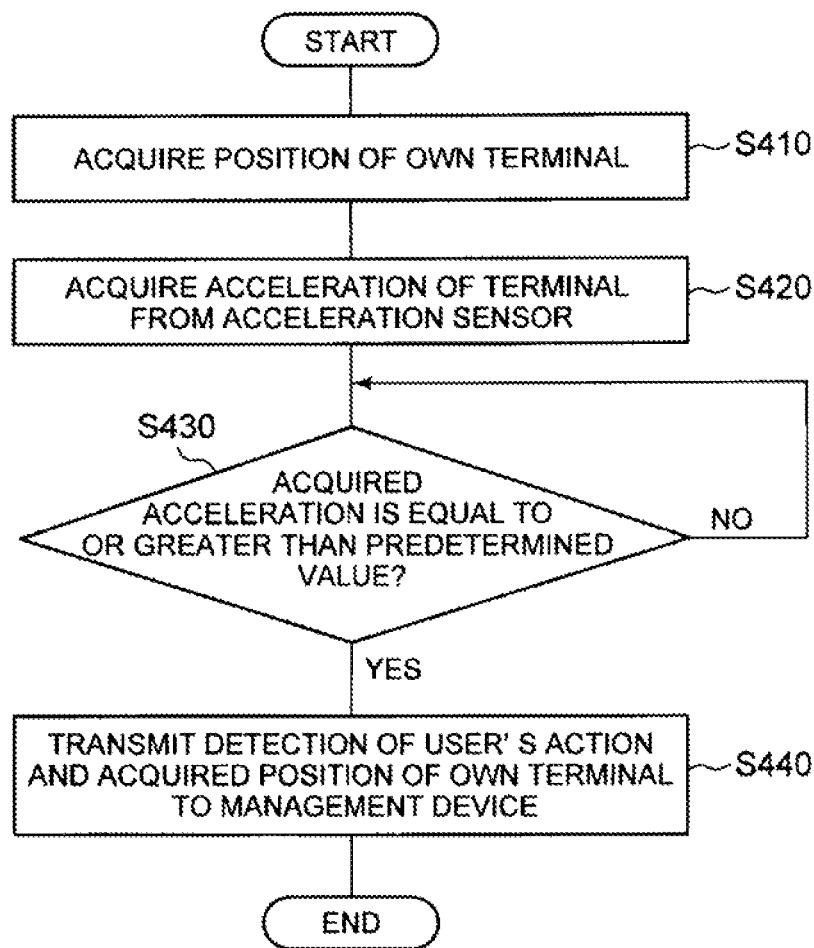 START
ACQUIRE POSITION OF OWN TERMINAL
S410
ACQUIRE ACCELERATION OF TERMINAL
FROM ACCELERATION SENSOR
S420
S430
ACQUIRED
ACCELERATION IS EQUAL TO
OR GREATER THAN PREDETERMINED
VALUE?
NO
YES
TRANSMIT DETECTION OF USER' S ACTION
AND ACQUIRED POSITION OF OWN TERMINAL
TO MANAGEMENT DEVICE
S440
END